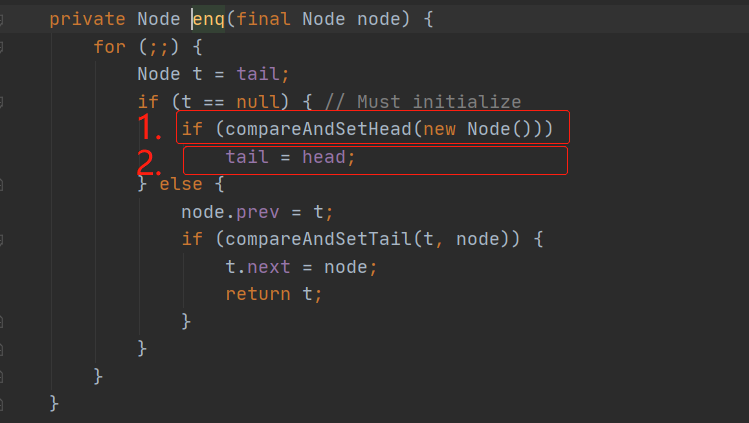 private Node enq(final Node node) {
for (;;) {
Node t = tail;
if (t == null) { // Must initialize
1. if (compareAndSetHead(new Node()))
2. tail = head;
} else {
node.prev = t;
if (compareAndSetTail(t, node)) {
t.next = node;
return t;
}
}
}
}